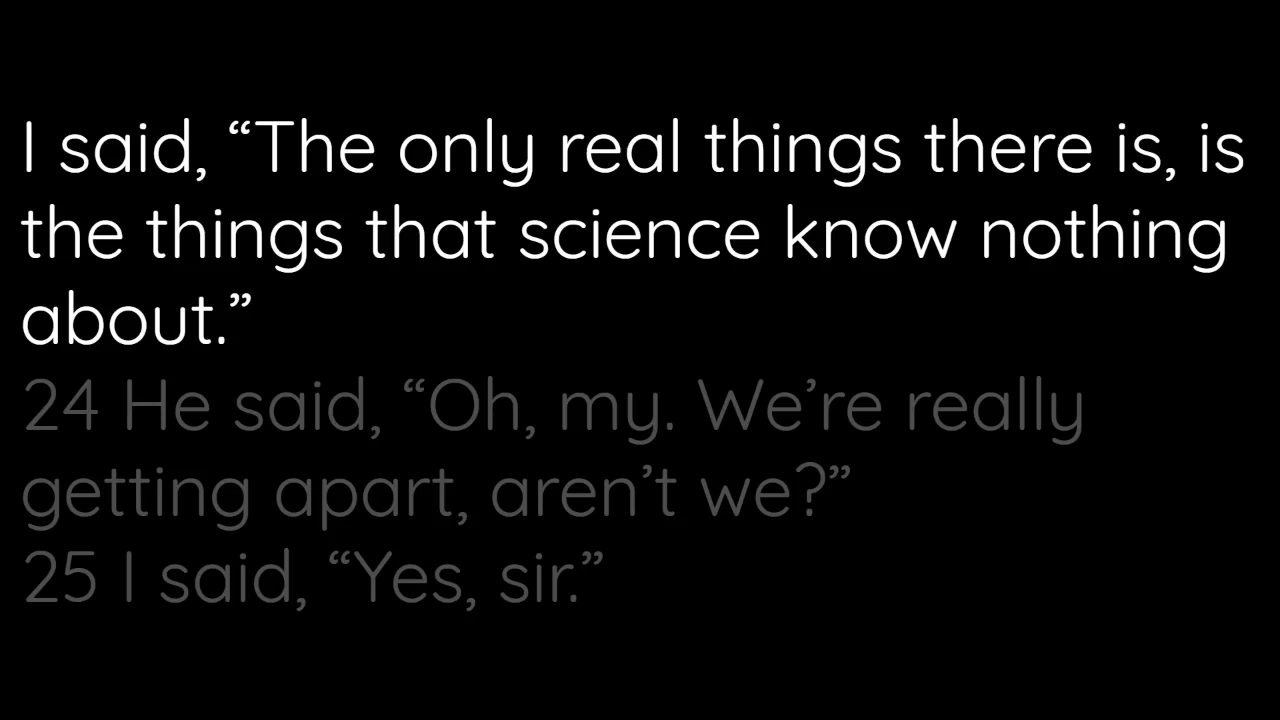 I said, “The only real things there is, is
the things that science know nothing
about.”
24 He said, “Oh, my. We’re really
getting apart, aren’t we?”
25 I said, “Yes, sir.”